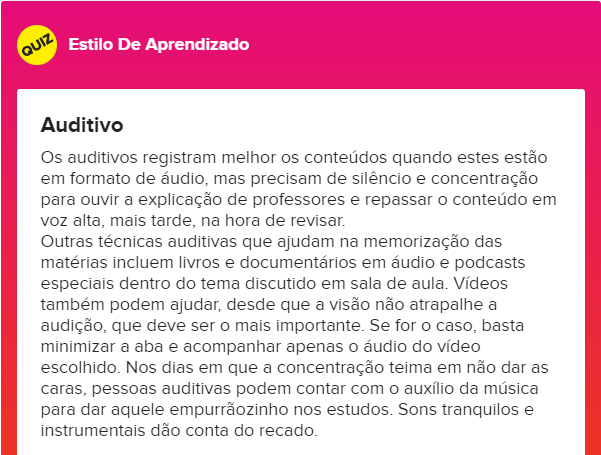 QUIZ
Estilo De Aprendizado
Auditivo
Os auditivos registram melhor os conteúdos quando estes estão
em formato de áudio, mas precisam de silêncio e concentração
para ouvir a explicação de professores e repassar o conteúdo em
voz alta, mais tarde, na hora de revisar.
Outras técnicas auditivas que ajudam na memorização das
matérias incluem livros e documentários em áudio e podcasts
especiais dentro do tema discutido em sala de aula. Vídeos
também podem ajudar, desde que a visão não atrapalhe a
audição, que deve ser o mais importante. Se for o caso, basta
minimizar a aba e acompanhar apenas o áudio do vídeo
escolhido. Nos dias em que a concentração teima em não dar as
caras, pessoas auditivas podem contar com o auxílio da música
para dar aquele empurrãozinho nos estudos. Sons tranquilos e
instrumentais dão conta do recado.